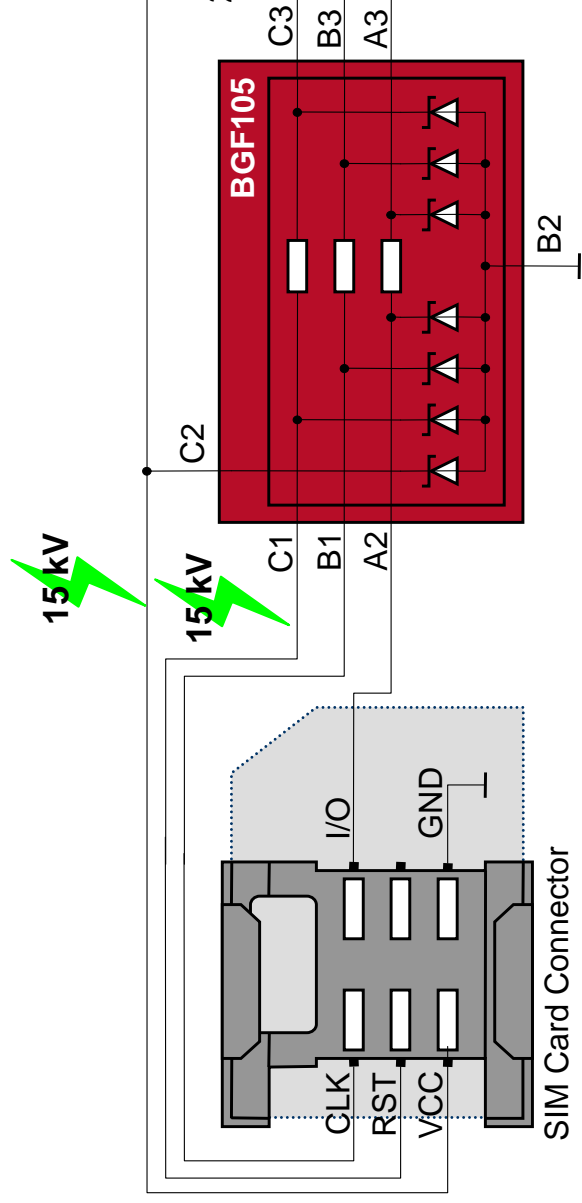 C3
B3
A3
BGF105
B2
C2
15 kV
15 kV
C1
B1
A2
I/O
GND
CLK
RST
VCC
SIM Card Connector